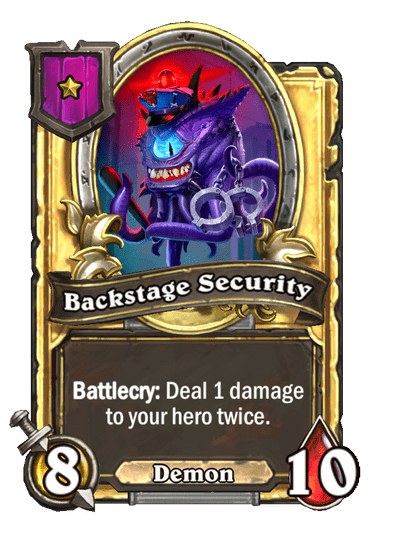 Backstage Security
Battlecry: Deal 1 damage
to your hero twice.
8
Demon
10